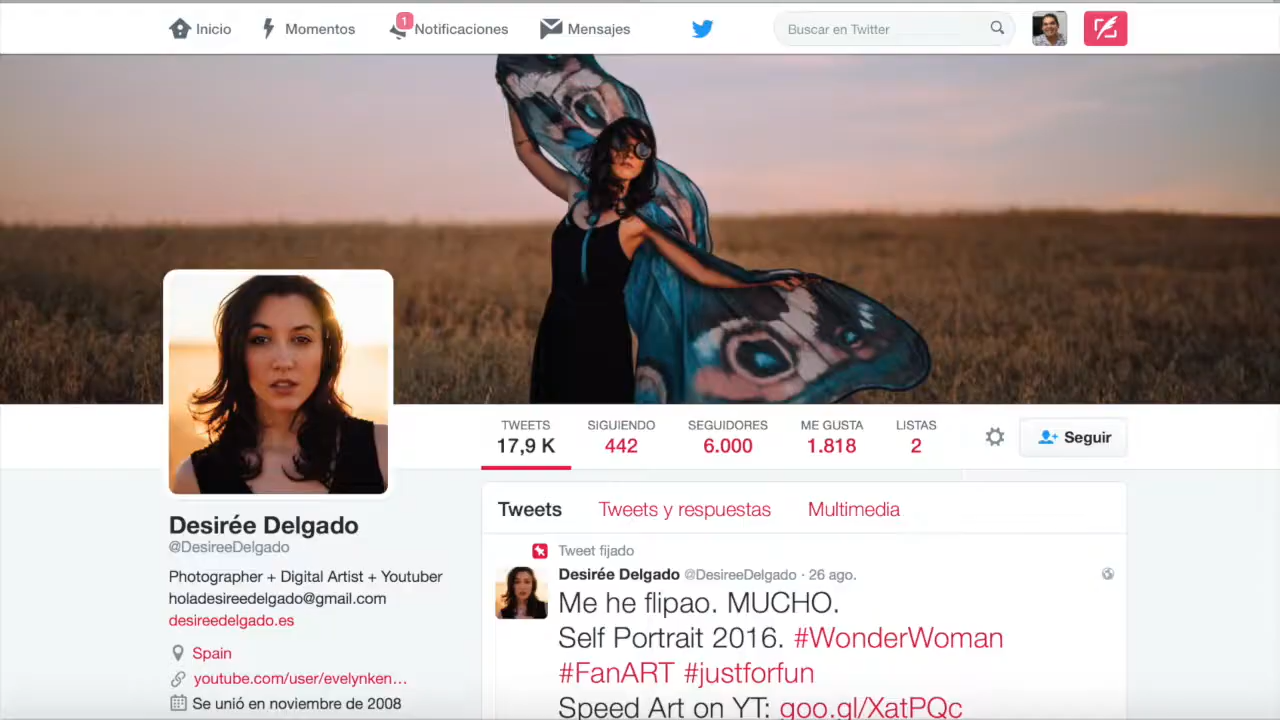 Inicio
Momentos
1
Notificaciones
Mensajes
Buscar en Twitter
TWEETS
17,9 K
SIGUIENDO
442
SEGUIDORES
6.000
ME GUSTA
1.818
LISTAS
2
Seguir
Desirée Delgado
@DesireeDelgado
Photographer + Digital Artist + Youtuber
holadesireedelgado@gmail.com
desireedelgado.es
Spain
youtube.com/user/evelynken…
Se unió en noviembre de 2008
Tweets
Tweets y respuestas
Multimedia
Tweet fijado
Desirée Delgado @DesireeDelgado · 26 ago.
Me he flipao. MUCHO.
Self Portrait 2016. #WonderWoman
#FanART #justforfun
Speed Art on YT: goo.gl/XatPQc